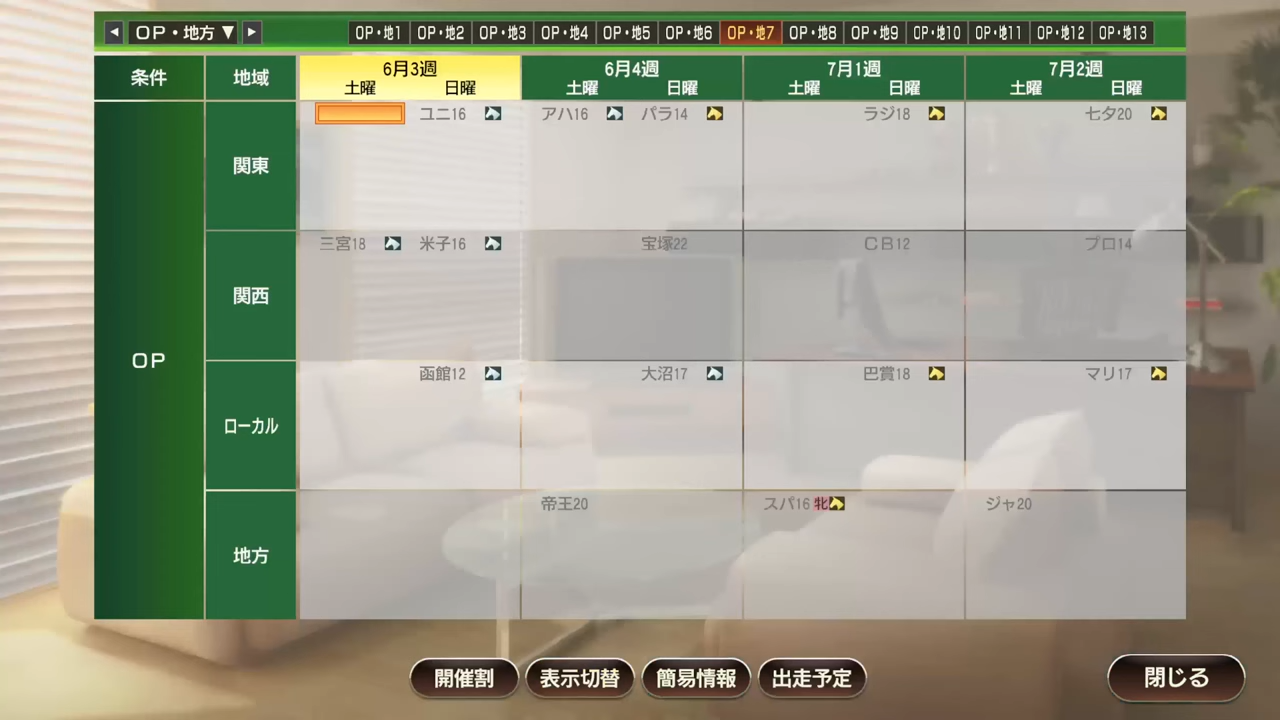 ◀ OP・地方▼ ▶ OP・地1 OP・地2 OP・地3 OP・地4 OP・地5 OP・地6 OP・地7 OP・地8 OP・地9 OP・地10 OP・地11 OP・地12 OP・地13
条件 地域 6月3週 6月4週 7月1週 7月2週
土曜 日曜 土曜 日曜 土曜 日曜 土曜 日曜
ユニ16 アハ16 パラ14 ラジ18 七夕20
関東
三宮18 米子16 宝塚22 CB12 プロ14
関西
OP
函館12 大沼17 巴賞18 マリ17
ローカル
帝王20 スパ16 牝 ジャ20
地方
開催割 表示切替 簡易情報 出走予定 閉じる